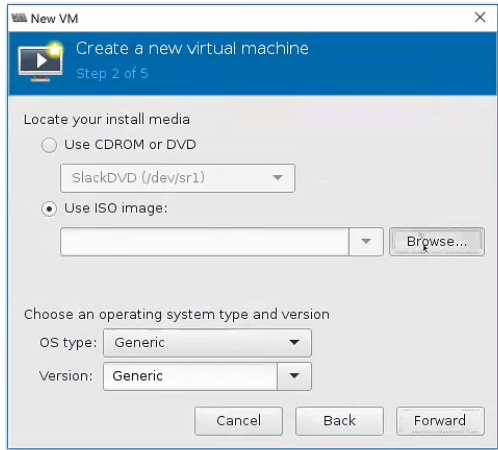 New VM
Create a new virtual machine
Step 2 of 5
Locate your install media
Use CDROM or DVD
SlackDVD (/dev/sr1)
Use ISO image:
Browse...
Choose an operating system type and version
OS type: Generic
Version: Generic
Cancel Back Forward